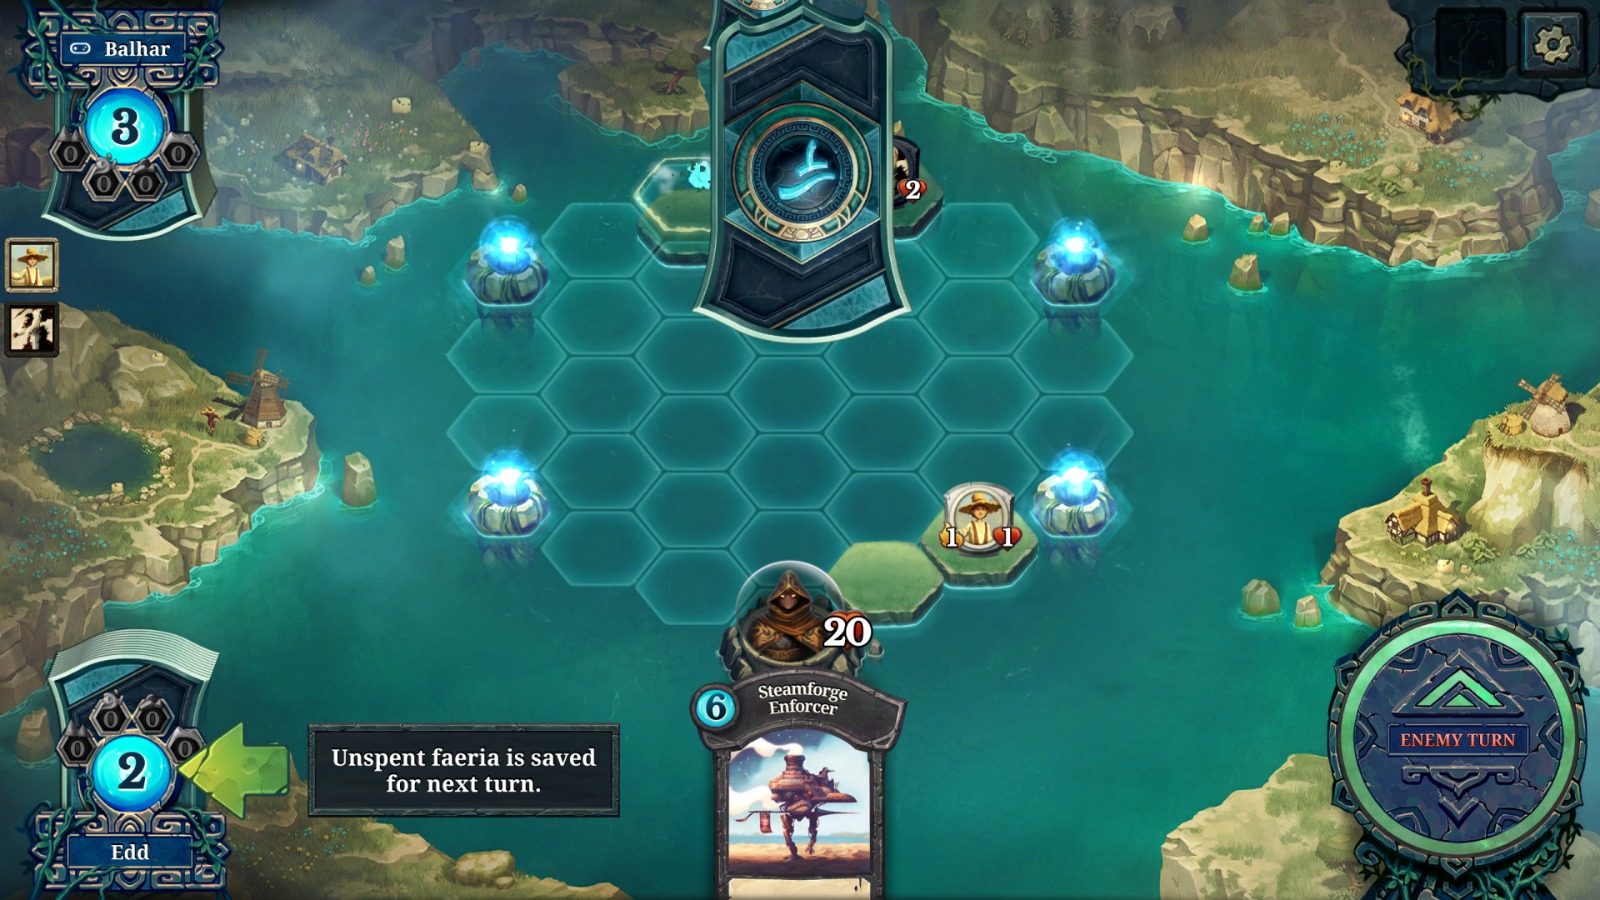 Balhar
3
0
0
0
0
2
1
1
20
6
Steamforge
Enforcer
0
0
0
0
2
Unspent faeria is saved
for next turn.
ENEMY TURN
Edd